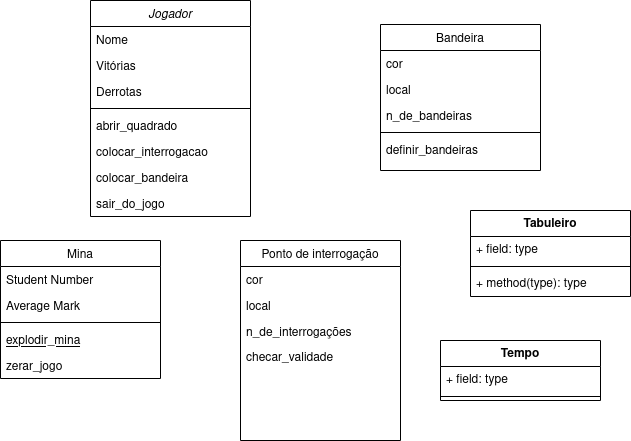 Jogador
Nome
Vitórias
Derrotas
abrir_quadrado
colocar_interrogacao
colocar_bandeira
sair_do_jogo
Bandeira
cor
local
n_de_bandeiras
definir_bandeiras
Mina
Student Number
Average Mark
explodir_mina
zerar_jogo
Ponto de interrogação
cor
local
n_de_interrogações
checar_validade
Tabuleiro
+ field: type
+ method(type): type
Tempo
+ field: type